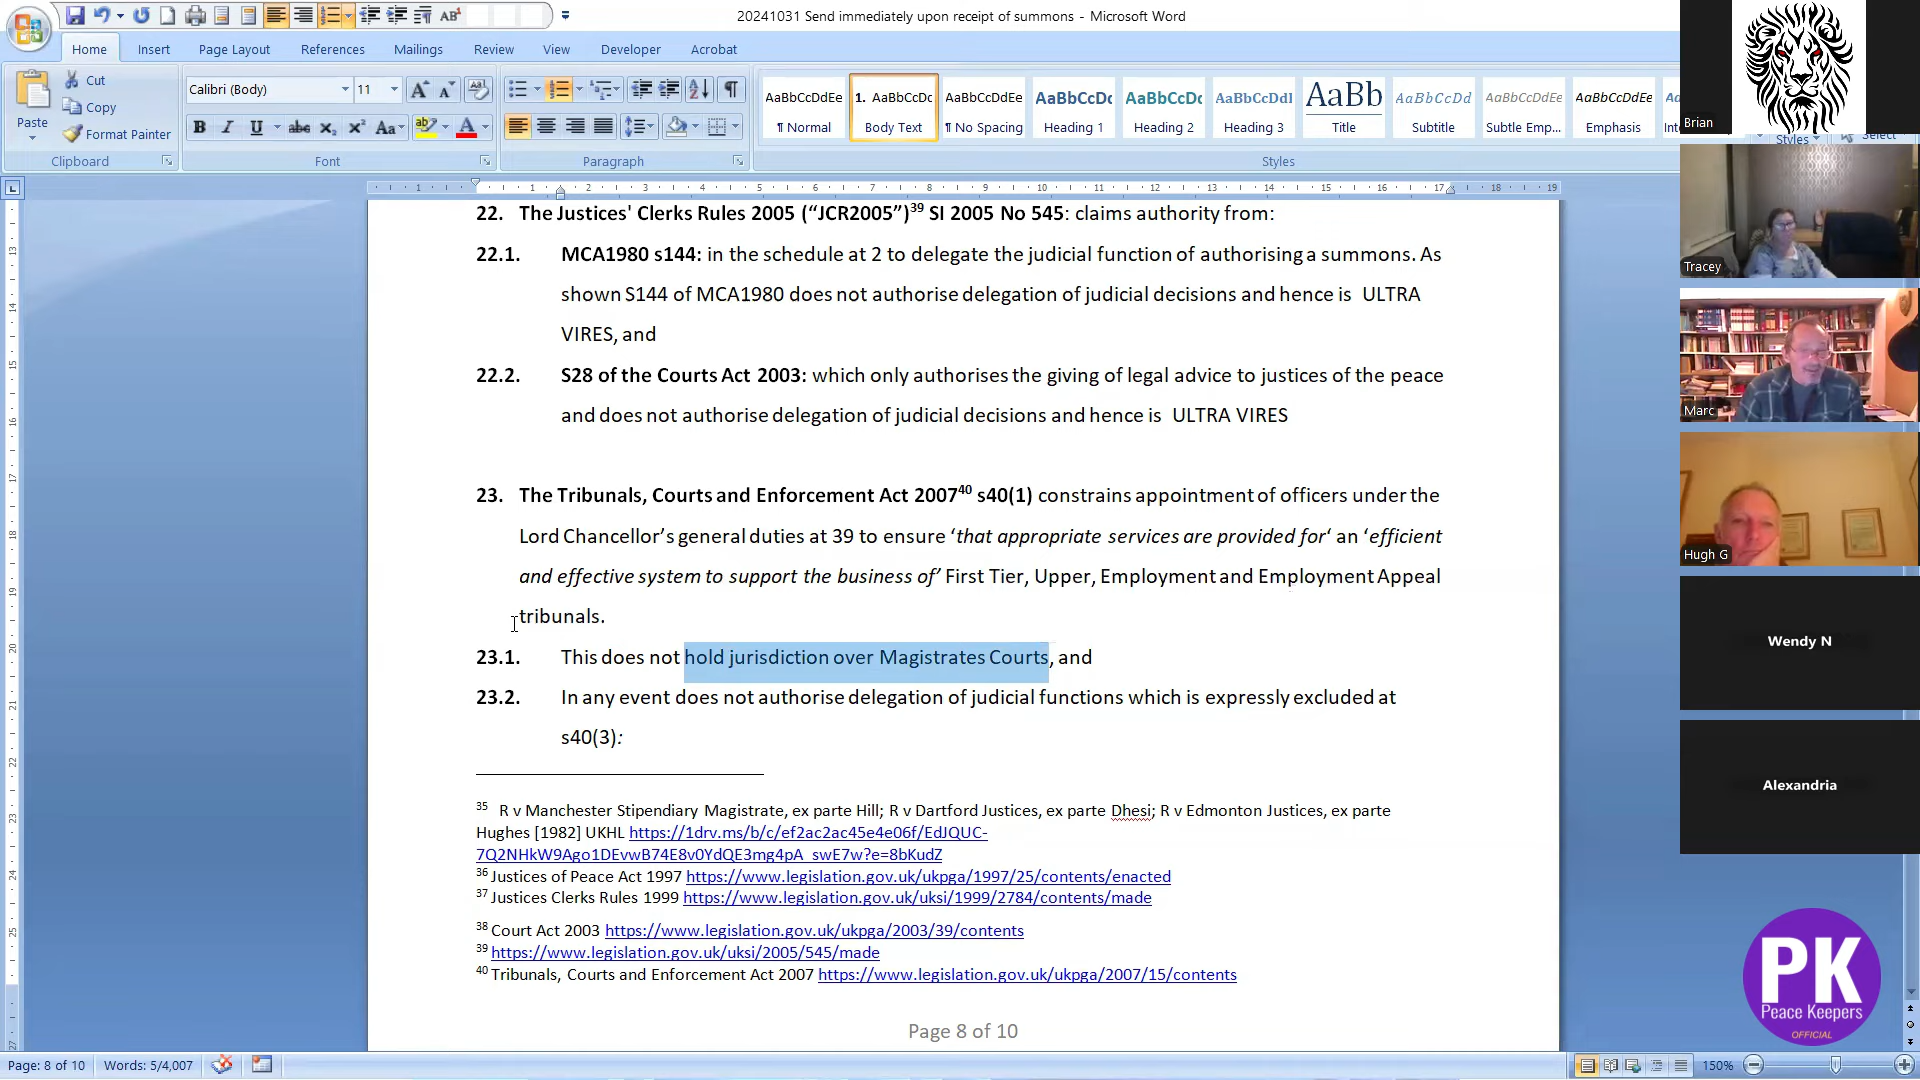 20241031 Send immediately upon receipt of summons - Microsoft Word
Home Insert Page Layout References Mailings Review View Developer Acrobat
Paste
Cut
Copy
Format Painter
Clipboard
Calibri (Body) 11
Font
Paragraph
AaBbCcDdEe 1. AaBbCcDc AaBbCcDdEe AaBbCcDc AaBbCcDc AaBbCcDdI AaBb AaBbCcDd AaBbCcDdEe AaBbCcDdEe
¶ Normal Body Text ¶ No Spacing Heading 1 Heading 2 Heading 3 Title Subtitle Subtle Emp... Emphasis
Styles
Styles Select
22. The Justices' Clerks Rules 2005 (“JCR2005”)39 SI 2005 No 545: claims authority from:
22.1. MCA1980 s144: in the schedule at 2 to delegate the judicial function of authorising a summons. As
shown S144 of MCA1980 does not authorise delegation of judicial decisions and hence is ULTRA
VIRES, and
22.2. S28 of the Courts Act 2003: which only authorises the giving of legal advice to justices of the peace
and does not authorise delegation of judicial decisions and hence is ULTRA VIRES
23. The Tribunals, Courts and Enforcement Act 200740 s40(1) constrains appointment of officers under the
Lord Chancellor’s general duties at 39 to ensure ‘that appropriate services are provided for‘ an ‘efficient
and effective system to support the business of’ First Tier, Upper, Employment and Employment Appeal
tribunals.
23.1. This does not hold jurisdiction over Magistrates Courts, and
23.2. In any event does not authorise delegation of judicial functions which is expressly excluded at
s40(3):
35 R v Manchester Stipendiary Magistrate, ex parte Hill; R v Dartford Justices, ex parte Dhesi; R v Edmonton Justices, ex parte
Hughes [1982] UKHL https://1drv.ms/b/c/ef2ac2ac45e4e06f/EdJQUC-
7Q2NHkW9Ago1DEvwB74E8v0YdQE3mg4pA_swE7w?e=8bKudZ
36 Justices of Peace Act 1997 https://www.legislation.gov.uk/ukpga/1997/25/contents/enacted
37 Justices Clerks Rules 1999 https://www.legislation.gov.uk/uksi/1999/2784/contents/made
38 Court Act 2003 https://www.legislation.gov.uk/ukpga/2003/39/contents
39 https://www.legislation.gov.uk/uksi/2005/545/made
40 Tribunals, Courts and Enforcement Act 2007 https://www.legislation.gov.uk/ukpga/2007/15/contents
Page 8 of 10
Page: 8 of 10 Words: 5/4,007
150%
Brian
Tracey
Marc
Hugh G
Wendy N
Alexandria
PK
Peace Keepers
OFFICIAL